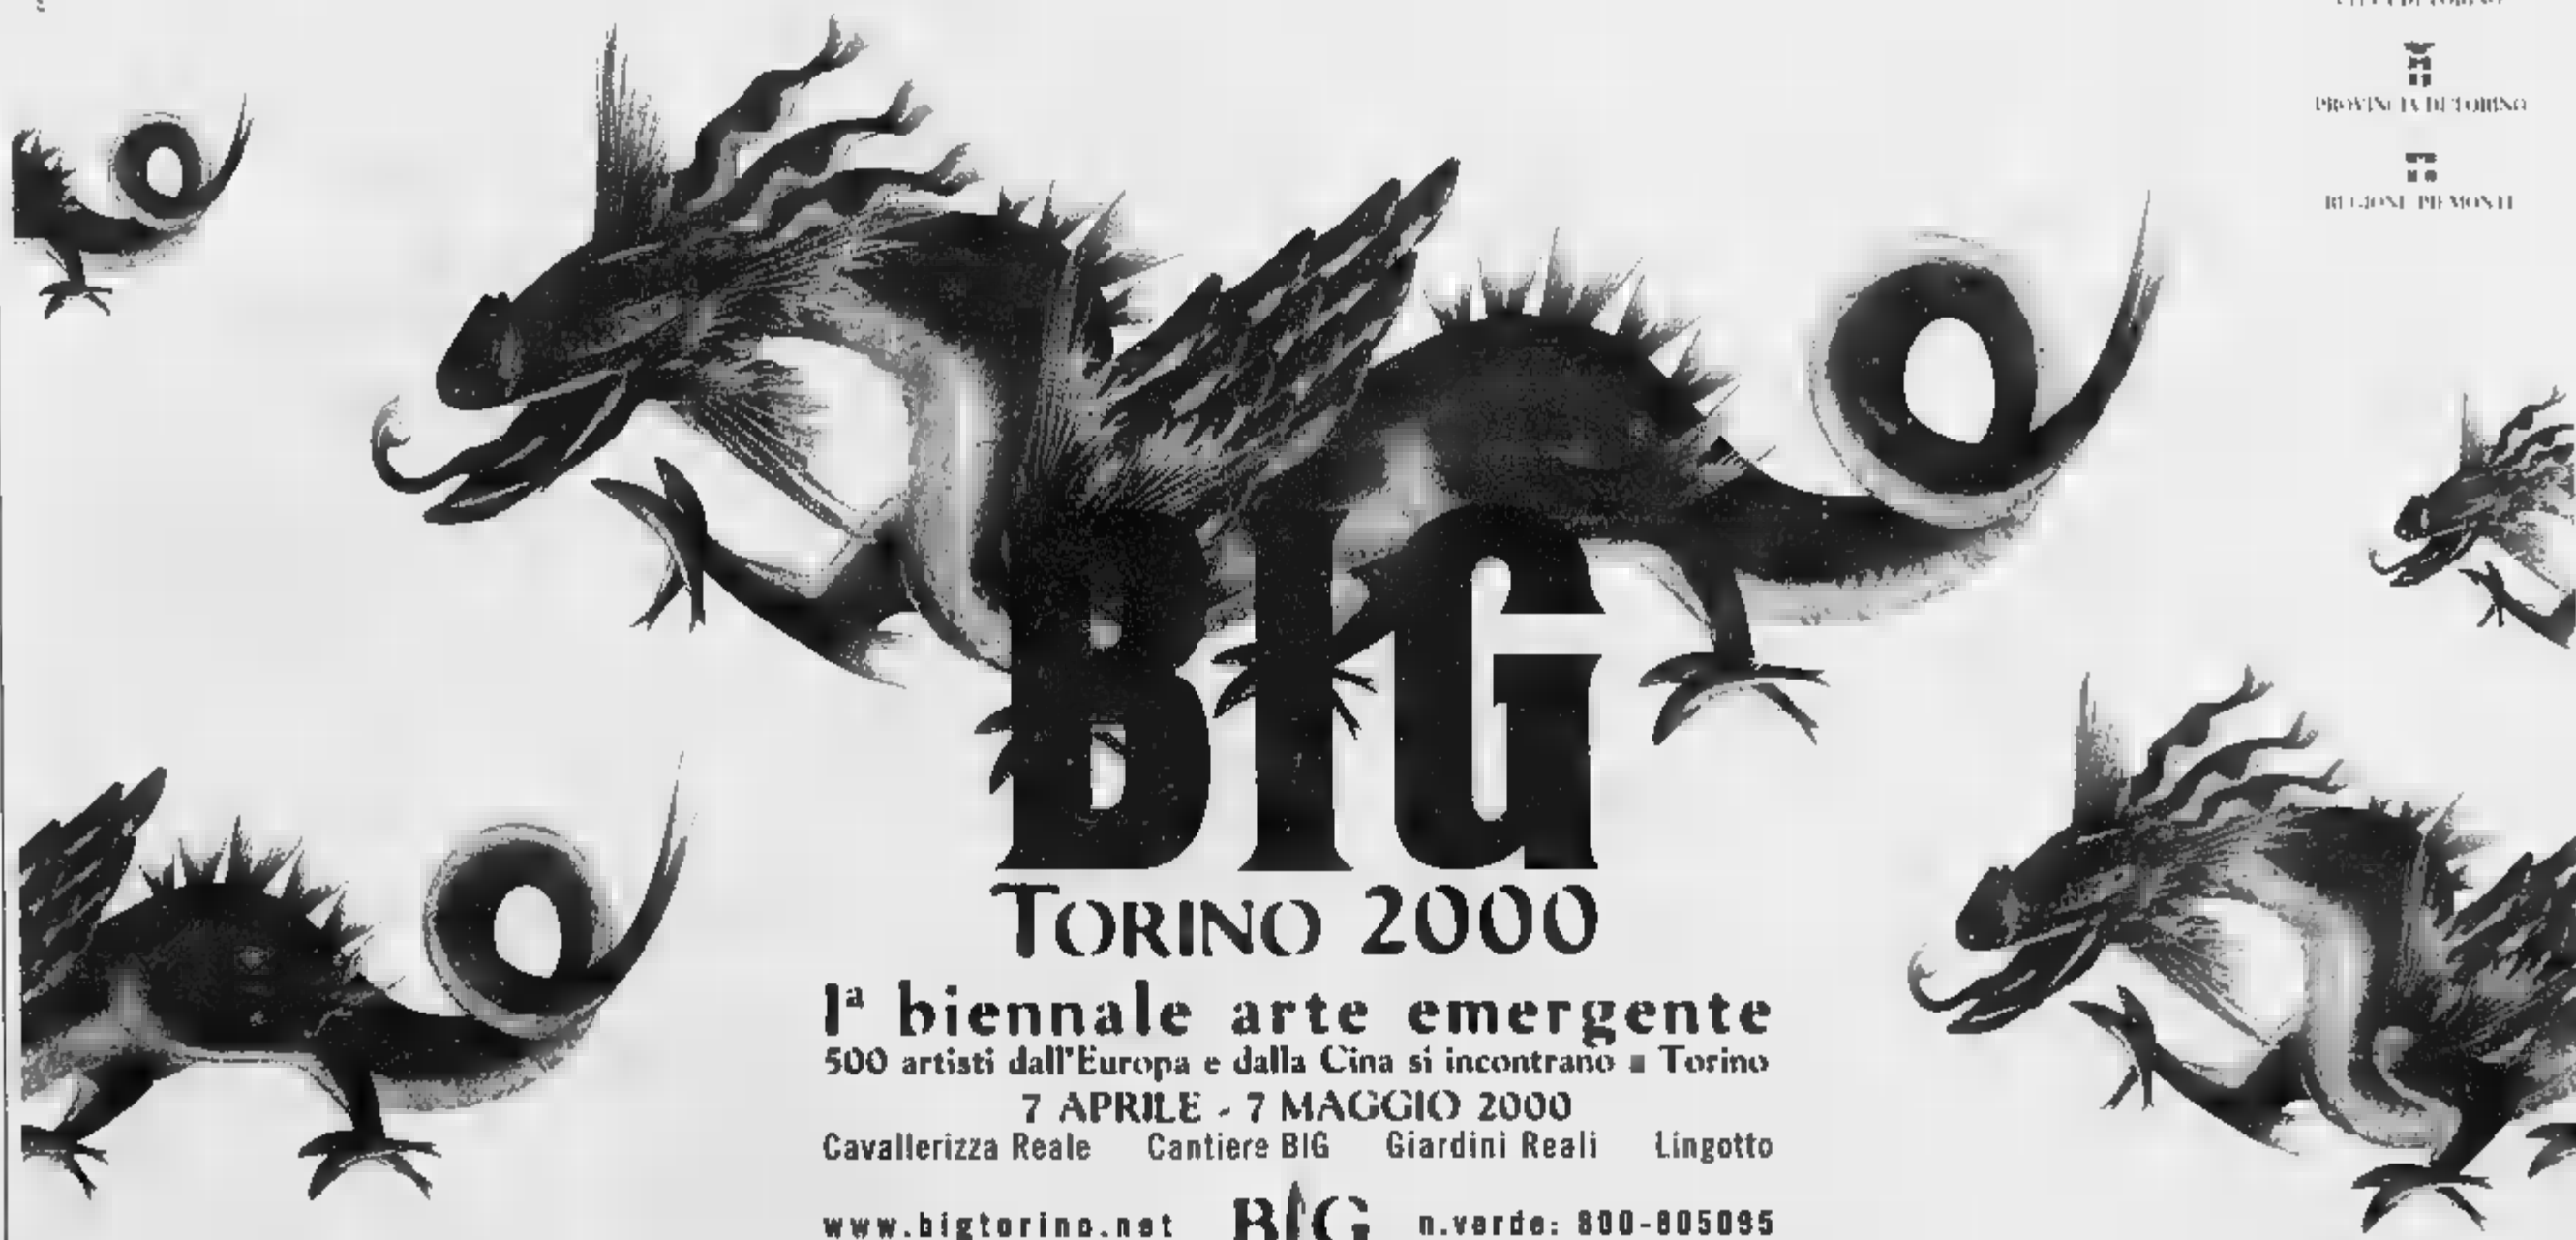 PROVINCIA DI TORINO
REGIONE PIEMONTE
BIG
TORINO 2000
1ª biennale arte emergente
500 artisti dall'Europa e dalla Cina si incontrano a Torino
7 APRILE - 7 MAGGIO 2000
Cavallerizza Reale Cantiere BIG Giardini Reali Lingotto
www.bigtorino.net BIG n.verde: 800-805095